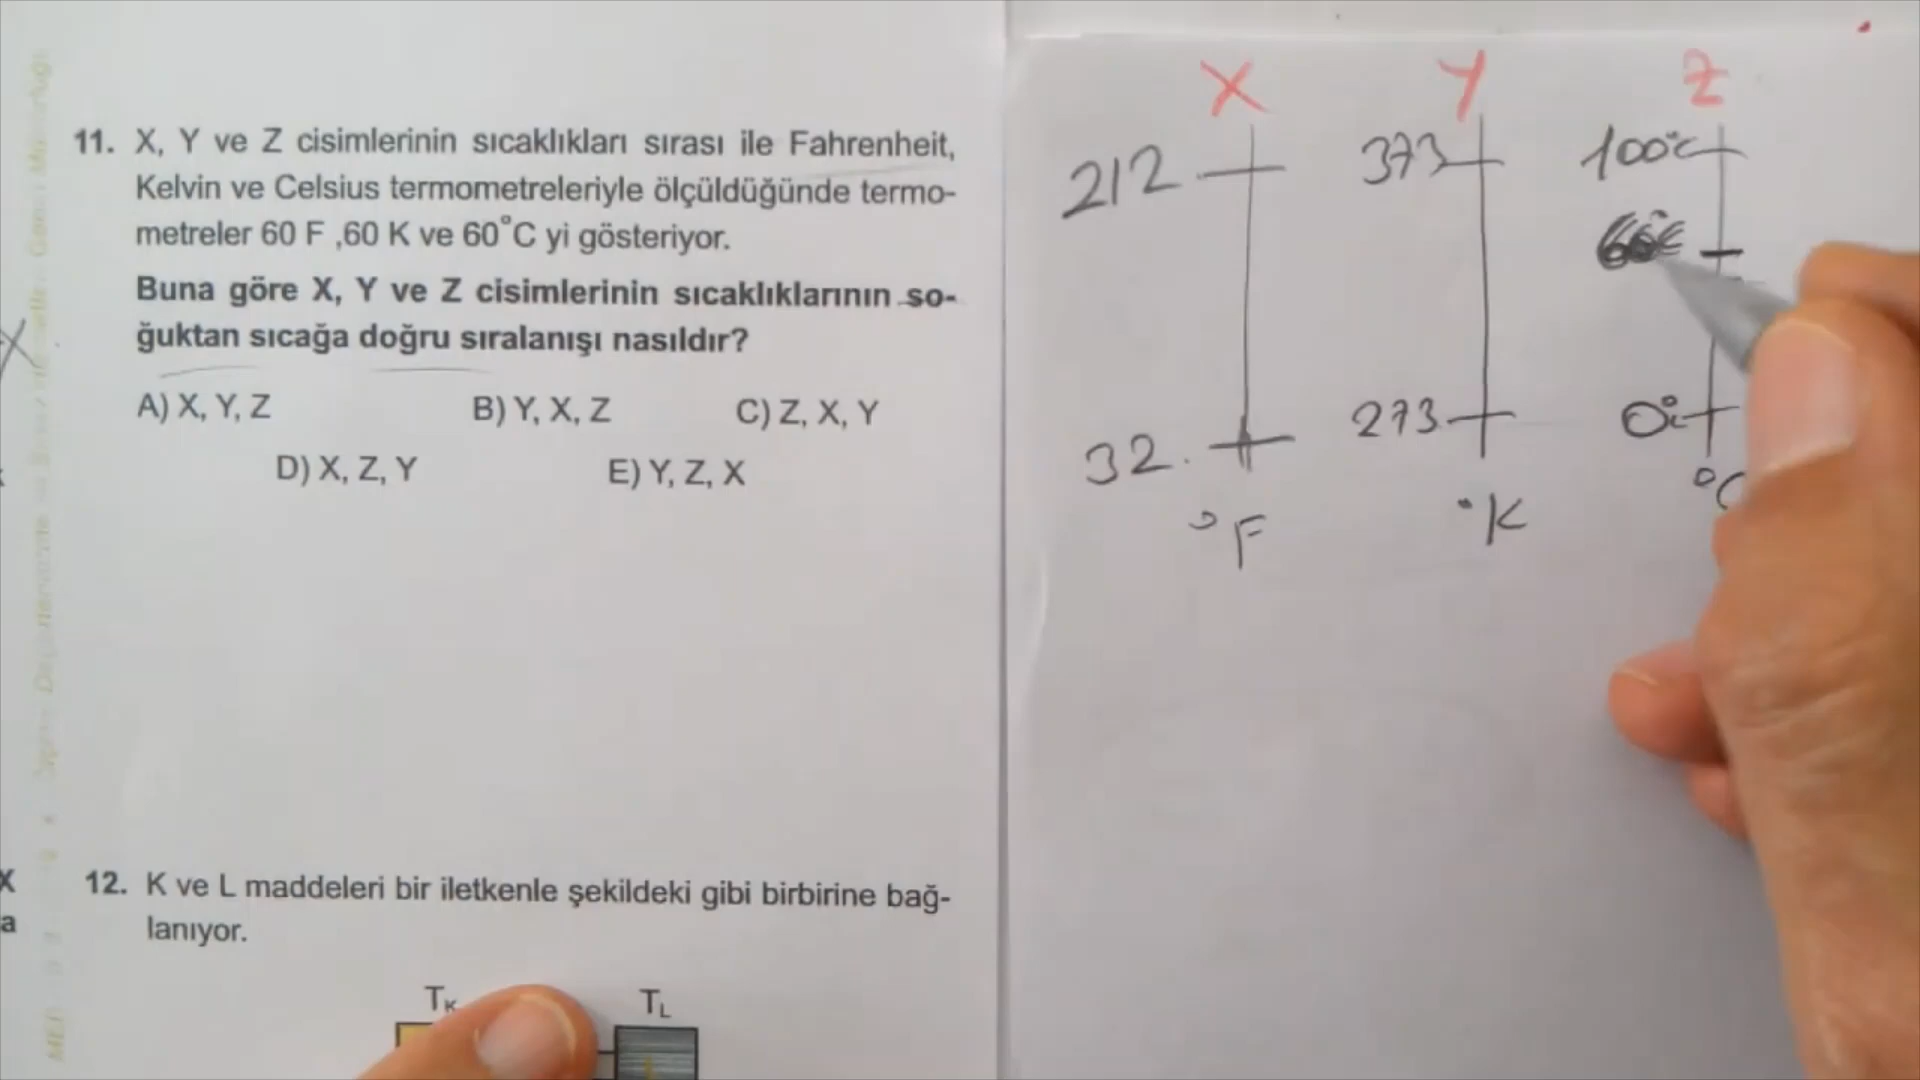 11. X, Y ve Z cisimlerinin sıcaklıkları sırası ile Fahrenheit,
Kelvin ve Celsius termometreleriyle ölçüldüğünde termo-
metreler 60 F ,60 K ve 60°C yi gösteriyor.
Buna göre X, Y ve Z cisimlerinin sıcaklıklarının so-
ğuktan sıcağa doğru sıralanışı nasıldır?
A) X, Y, Z B) Y, X, Z C) Z, X, Y
D) X, Z, Y E) Y, Z, X
12. K ve L maddeleri bir iletkenle şekildeki gibi birbirine bağ-
lanıyor.
TK TL
X Y Z
212 373 100°C
32 273 0°C
°F °K °C
X
a